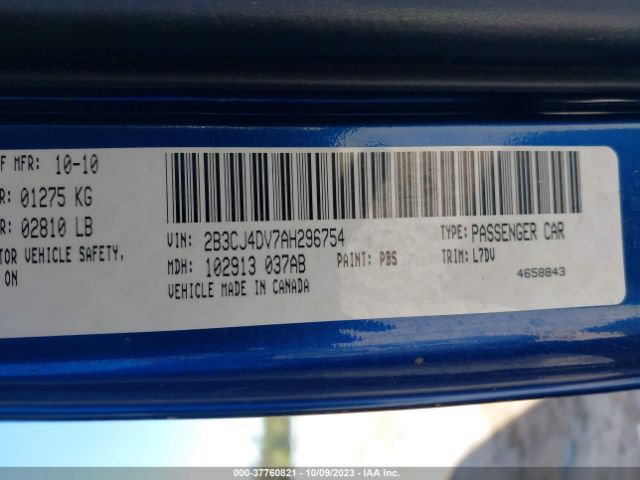 F MFR: 10-10
R: 01275 KG
R: 02810 LB
TOR VEHICLE SAFETY,
ON
VIN: 2B3CJ4DV7AH296754
TYPE: PASSENGER CAR
MDH: 102913 037AB
PAINT: PBS
TRIM: L7DV
VEHICLE MADE IN CANADA
4658843
000-37760821 - 10/09/2023 - IAA Inc.